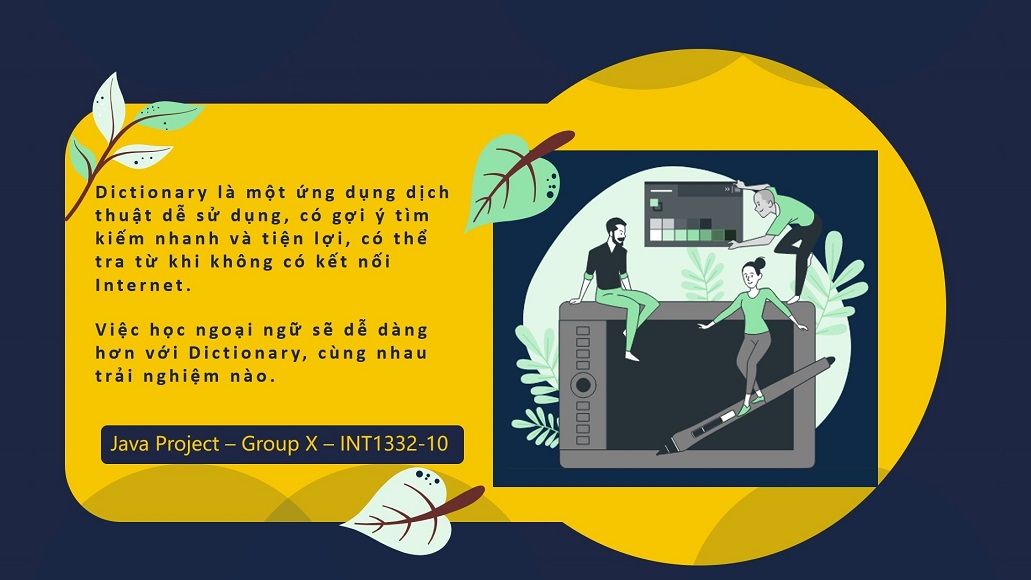 Dictionary là một ứng dụng dịch
thuật dễ sử dụng, có gợi ý tìm
kiếm nhanh và tiện lợi, có thể
tra từ khi không có kết nối
Internet.
Việc học ngoại ngữ sẽ dễ dàng
hơn với Dictionary, cùng nhau
trải nghiệm nào.
Java Project – Group X – INT1332-10